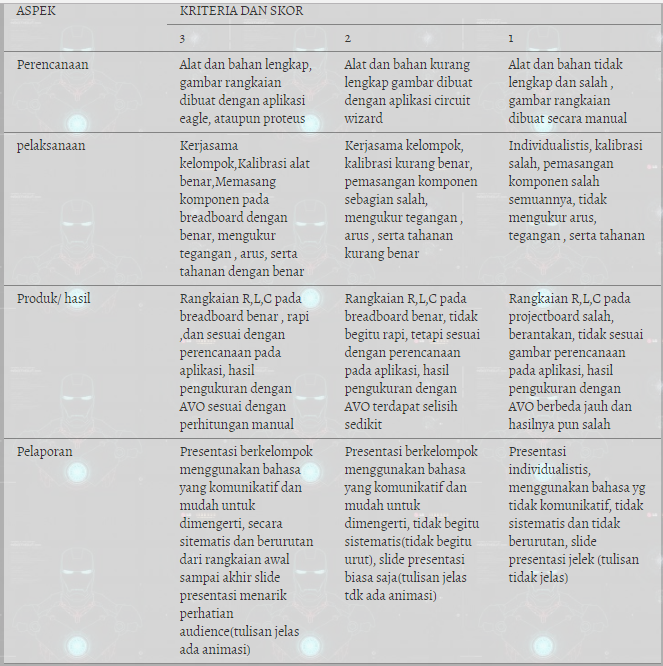 ASPEK
KRITERIA DAN SKOR
3
2
1
Perencanaan
Alat dan bahan lengkap,
gambar rangkaian
dibuat dengan aplikasi
eagle, ataupun proteus
Alat dan bahan kurang
lengkap gambar dibuat
dengan aplikasi circuit
wizard
Alat dan bahan tidak
lengkap dan salah ,
gambar rangkaian
dibuat secara manual
pelaksanaan
Kerjasama
kelompok,Kalibrasi alat
benar,Memasang
komponen pada
breadboard dengan
benar, mengukur
tegangan , arus, serta
tahanan dengan benar
Kerjasama kelompok,
kalibrasi kurang benar,
pemasangan komponen
sebagian salah,
mengukur tegangan ,
arus , serta tahanan
kurang benar
Individualistis, kalibrasi
salah, pemasangan
komponen salah
semuannya, tidak
mengukur arus,
tegangan , serta tahanan
Produk/ hasil
Rangkaian R,L,C pada
breadboard benar , rapi
,dan sesuai dengan
perencanaan pada
aplikasi, hasil
pengukuran dengan
AVO sesuai dengan
perhitungan manual
Rangkaian R,L,C pada
breadboard benar, tidak
begitu rapi, tetapi sesuai
dengan perencanaan
pada aplikasi, hasil
pengukuran dengan
AVO terdapat selisih
sedikit
Rangkaian R,L,C pada
projectboard salah,
berantakan, tidak sesuai
gambar perencanaan
pada aplikasi, hasil
pengukuran dengan
AVO berbeda jauh dan
hasilnya pun salah
Pelaporan
Presentasi berkelompok
menggunakan bahasa
yang komunikatif dan
mudah untuk
dimengerti, secara
sitematis dan berurutan
dari rangkaian awal
sampai akhir slide
presentasi menarik
perhatian
audience(tulisan jelas
ada animasi)
Presentasi berkelompok
menggunakan bahasa
yang komunikatif dan
mudah untuk
dimengerti, tidak begitu
sistematis(tidak begitu
urut), slide presentasi
biasa saja(tulisan jelas
tdk ada animasi)
Presentasi
individualistis,
menggunakan bahasa yg
tidak komunikatif, tidak
sistematis dan tidak
berurutan, slide
presentasi jelek (tulisan
tidak jelas)